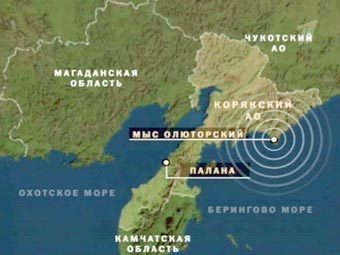 ЧУКОТСКИЙ
АО
МАГАДАНСКАЯ
ОБЛАСТЬ
КОРЯКСКИЙ
АО
МЫС ОЛЮТОРСКИЙ
ПАЛАНА
ОХОТСКОЕ МОРЕ
БЕРИНГОВО МОРЕ
КАМЧАТСКАЯ
ОБЛАСТЬ